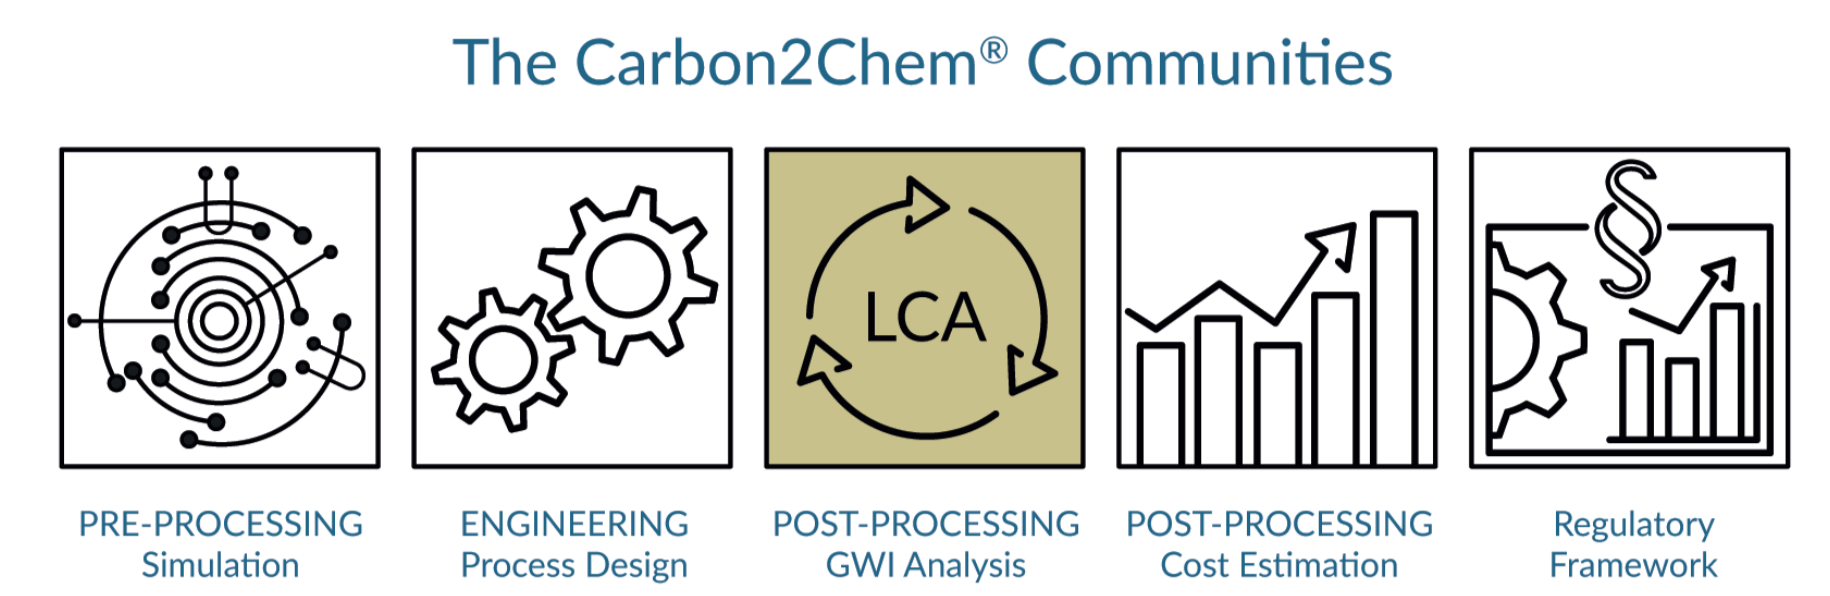 The Carbon2Chem® Communities
LCA
PRE-PROCESSING
Simulation
ENGINEERING
Process Design
POST-PROCESSING
GWI Analysis
POST-PROCESSING
Cost Estimation
Regulatory
Framework